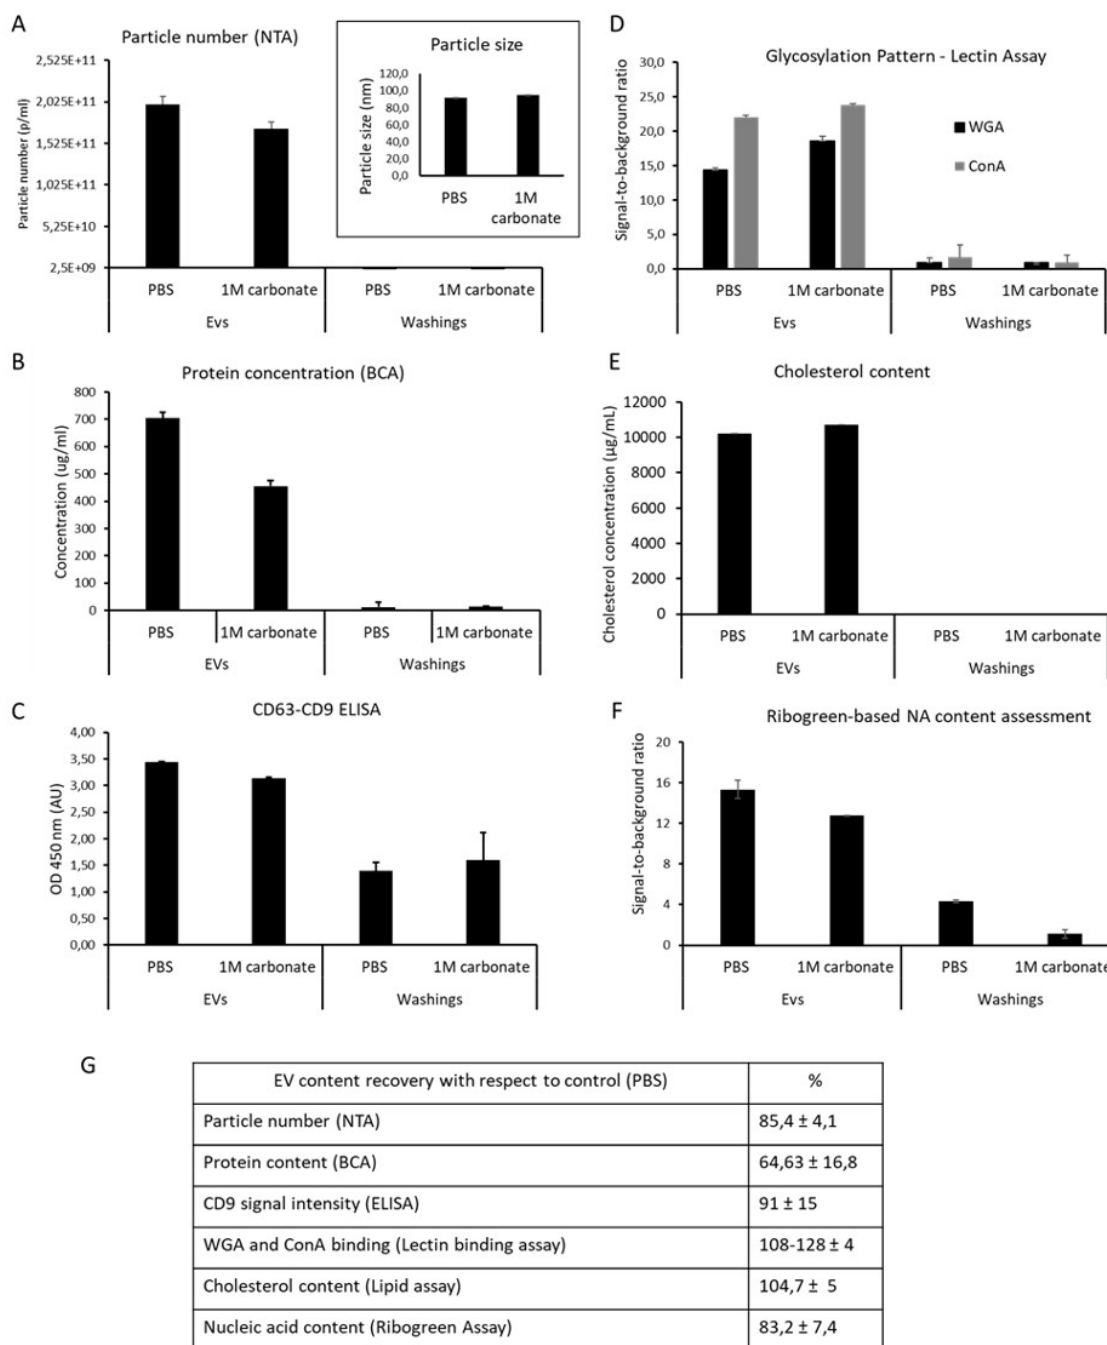 A
Particle number (NTA)
Particle number (p/ml)
2,525E+11
2,025E+11
1,525E+11
1,025E+11
5,25E+10
2,5E+09
PBS
1M carbonate
PBS
1M carbonate
Evs
Washings
Particle size
Particle size (nm)
120,0
100,0
80,0
60,0
40,0
20,0
0,0
PBS
1M
carbonate
D
Glycosylation Pattern - Lectin Assay
Signal-to-background ratio
30,0
25,0
20,0
15,0
10,0
5,0
0,0
WGA
ConA
PBS
1M carbonate
PBS
1M carbonate
Evs
Washings
B
Protein concentration (BCA)
Concentration (ug/ml)
800
700
600
500
400
300
200
100
0
PBS
1M carbonate
PBS
1M carbonate
EVs
Washings
E
Cholesterol content
Cholesterol concentration (µg/mL)
12000
10000
8000
6000
4000
2000
0
PBS
1M carbonate
PBS
1M carbonate
EVs
Washings
C
CD63-CD9 ELISA
OD 450 nm (AU)
4,00
3,50
3,00
2,50
2,00
1,50
1,00
0,50
0,00
PBS
1M carbonate
PBS
1M carbonate
EVs
Washings
F
Ribogreen-based NA content assessment
Signal-to-background ratio
20
16
12
8
4
0
PBS
1M carbonate
PBS
1M carbonate
Evs
Washings
G
EV content recovery with respect to control (PBS) %
Particle number (NTA) 85,4 ± 4,1
Protein content (BCA) 64,63 ± 16,8
CD9 signal intensity (ELISA) 91 ± 15
WGA and ConA binding (Lectin binding assay) 108-128 ± 4
Cholesterol content (Lipid assay) 104,7 ± 5
Nucleic acid content (Ribogreen Assay) 83,2 ± 7,4